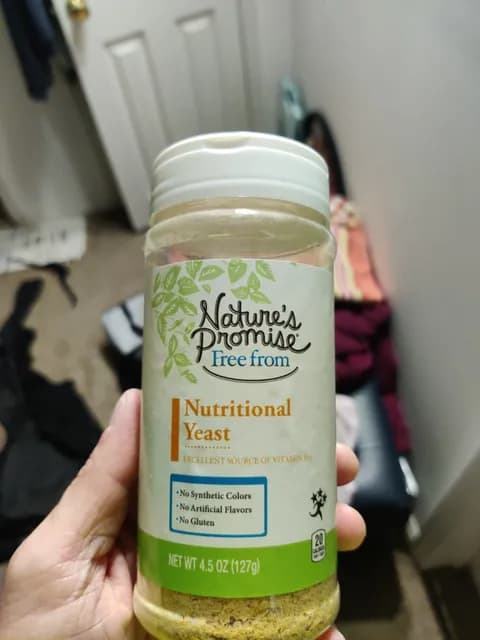 Nature's
Promise
Free from
Nutritional
Yeast
EXCELLENT SOURCE OF VITAMIN
• No Synthetic Colors
• No Artificial Flavors
• No Gluten
20
NET WT 4.5 OZ (127g)